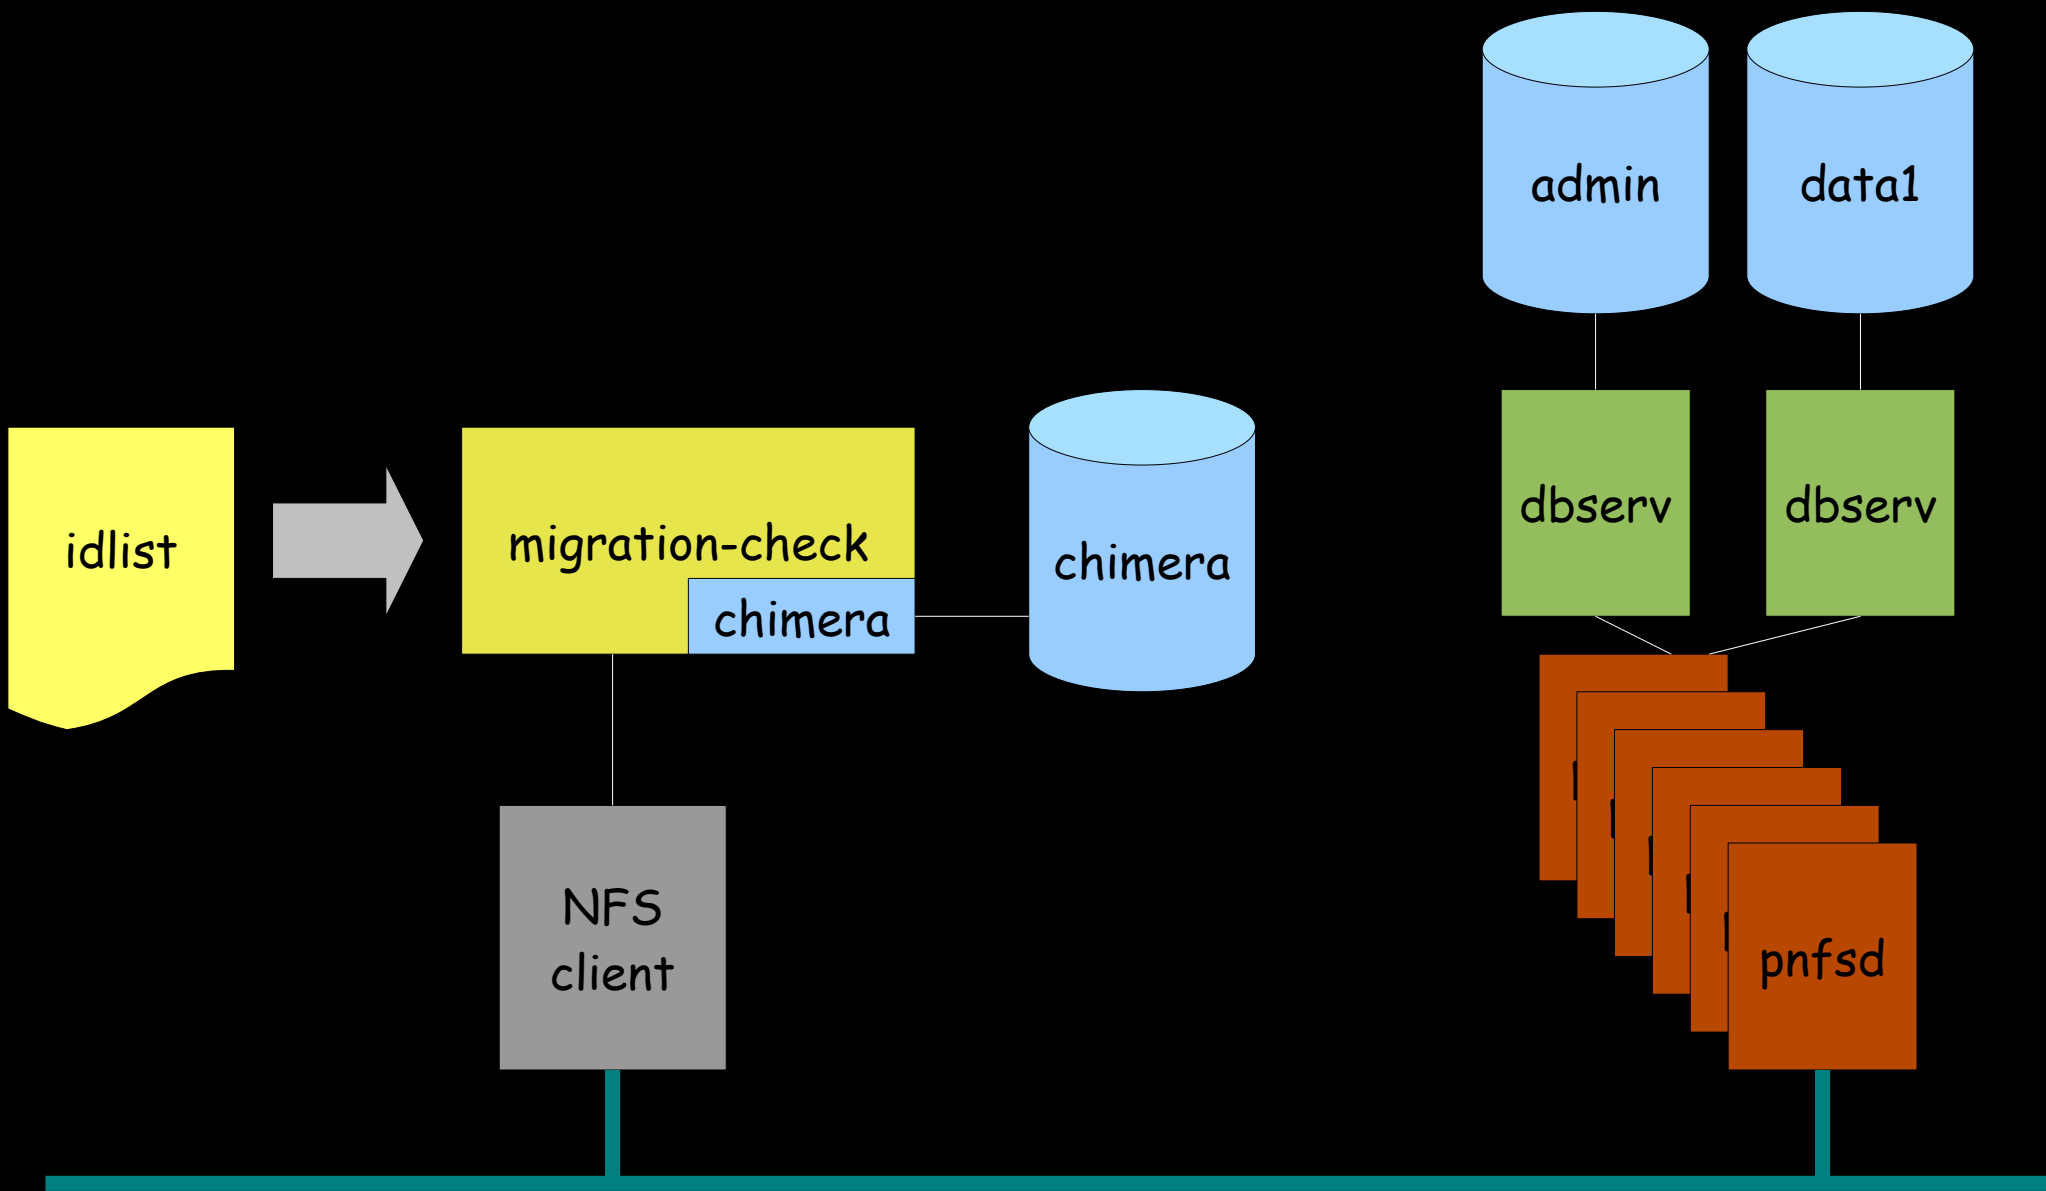 admin
data1
idlist
migration-check
chimera
chimera
dbserv
dbserv
NFS
client
pnfsd